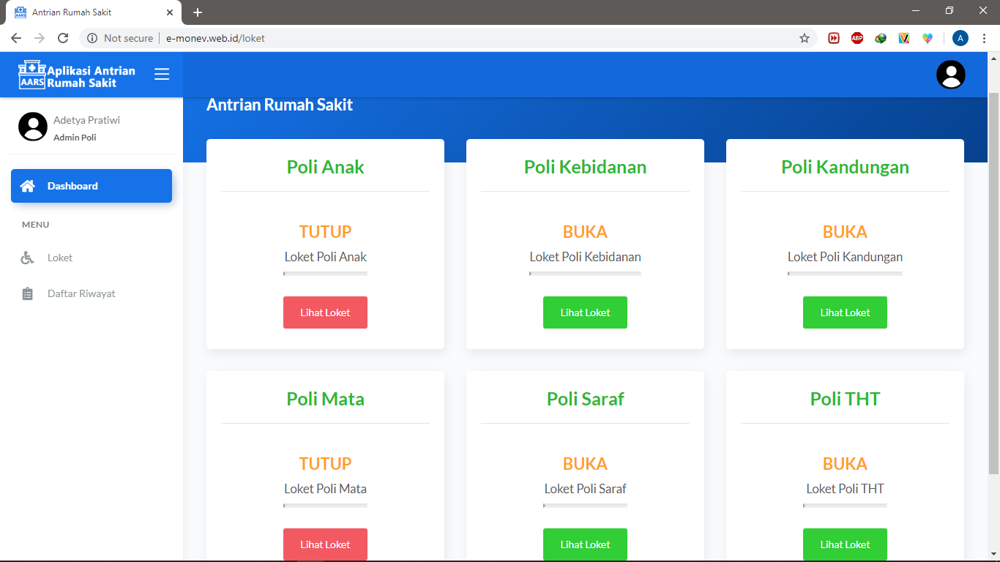 Antrian Rumah Sakit
Not secure
e-monev.web.id/loket
ABP
A
AARS
Aplikasi Antrian
Rumah Sakit
Adetya Pratiwi
Admin Poli
Dashboard
MENU
Loket
Daftar Riwayat
Antrian Rumah Sakit
Poli Anak
TUTUP
Loket Poli Anak
Lihat Loket
Poli Kebidanan
BUKA
Loket Poli Kebidanan
Lihat Loket
Poli Kandungan
BUKA
Loket Poli Kandungan
Lihat Loket
Poli Mata
TUTUP
Loket Poli Mata
Lihat Loket
Poli Saraf
BUKA
Loket Poli Saraf
Lihat Loket
Poli THT
BUKA
Loket Poli THT
Lihat Loket